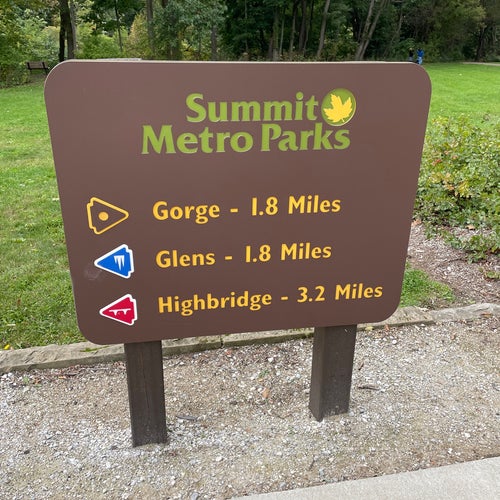 Summit
Metro Parks
Gorge - 1.8 Miles
Glens - 1.8 Miles
Highbridge - 3.2 Miles